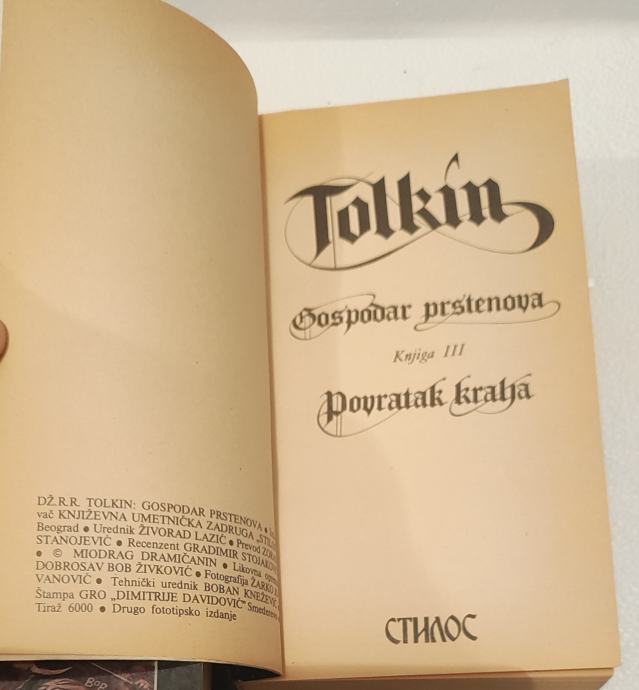 DŽ.R.R. TOLKIN: GOSPODAR PRSTENOVA •
vač KNJIŽEVNA UMETNIČKA ZADRUGA
Beograd • Urednik ŽIVORAD LAZIĆ • Prevod
STANOJEVIĆ • Recenzent GRADIMIR
• © MIODRAG DRAMIĆANIN • Likovna
DOBROSAV BOB ŽIVKOVIĆ • Fotografija ŽARKO
VANOVIĆ • Tehnički urednik BOBAN KNEŽEVIĆ
Štampa GRO „DIMITRIJE DAVIDOVIĆ"
Tiraž 6000 • Drugo fototipsko izdanje
Tolkin
Gospodar prstenova
Knjiga III
Povratak kralja
СТИЛОС